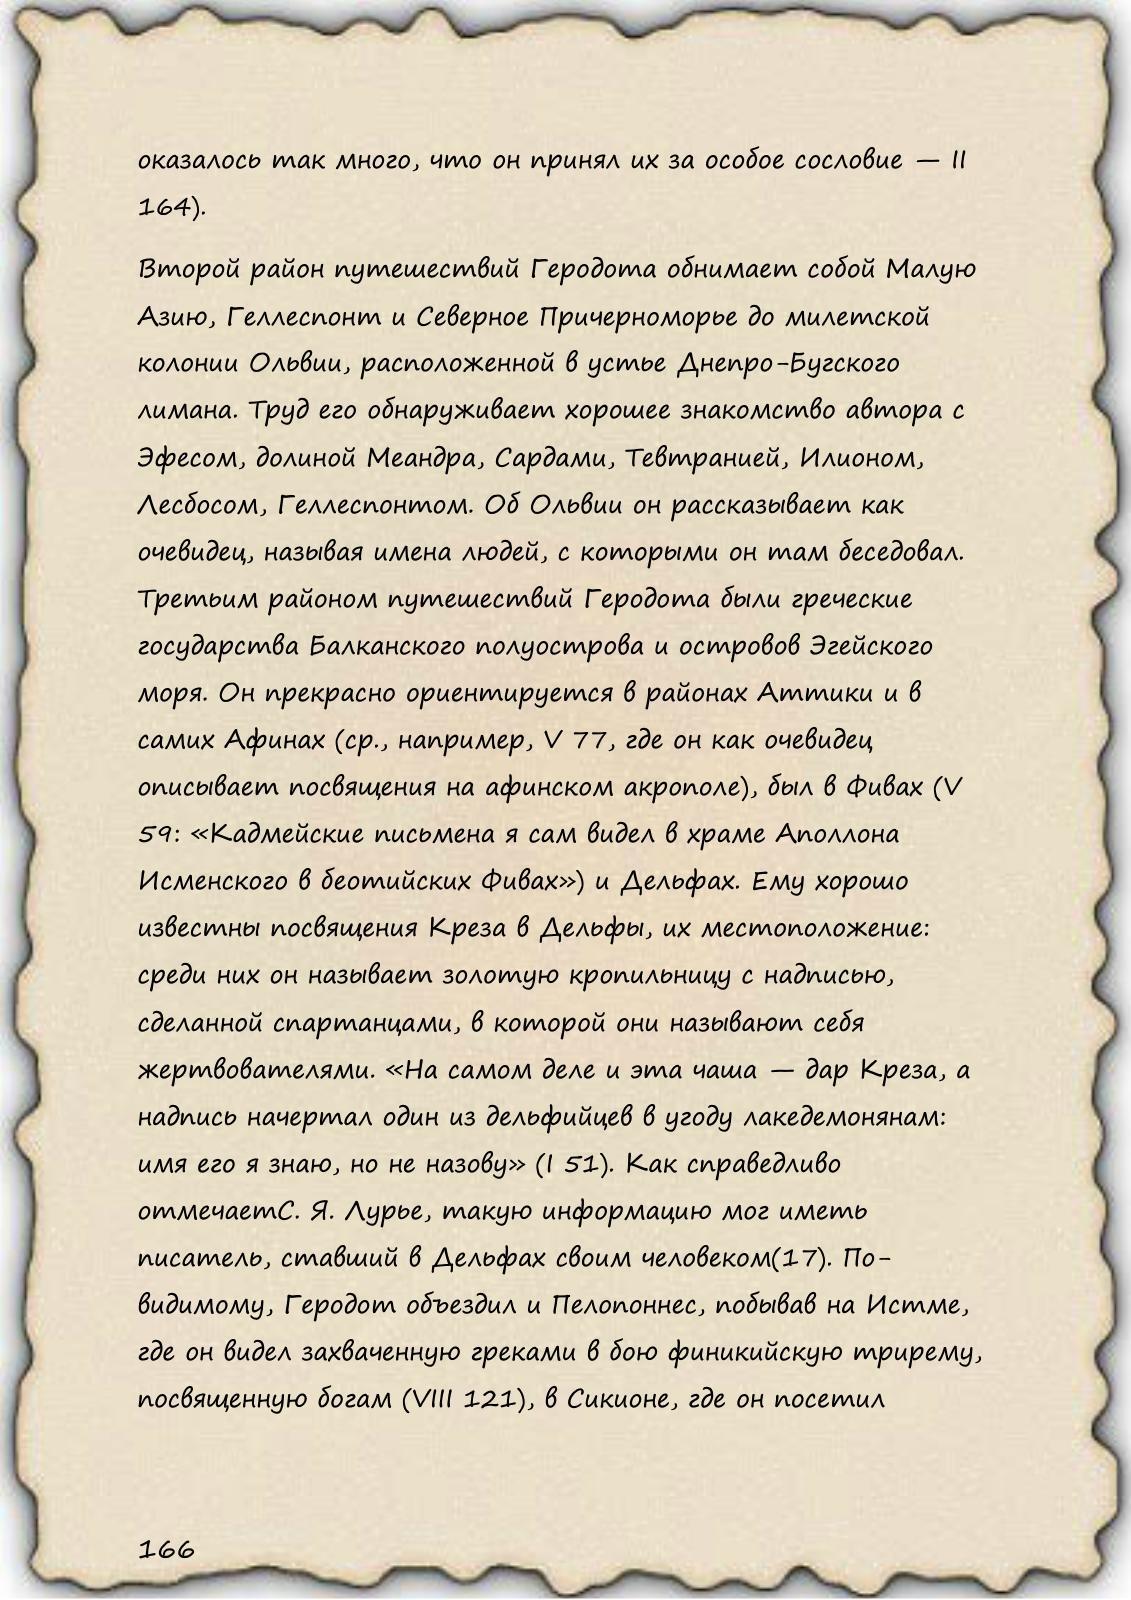 оказалось так много, что он принял их за особое сословие — II
164).
Второй район путешествий Геродота обнимает собой Малую
Азию, Геллеспонт и Северное Причерноморье до милетской
колонии Ольвии, расположенной в устье Днепро-Бугского
лимана. Труд его обнаруживает хорошее знакомство автора с
Эфесом, долиной Меандра, Сардами, Тевтранией, Илионом,
Лесбосом, Геллеспонтом. Об Ольвии он рассказывает как
очевидец, называя имена людей, с которыми он там беседовал.
Третьим районом путешествий Геродота были греческие
государства Балканского полуострова и островов Эгейского
моря. Он прекрасно ориентируется в районах Аттики и в
самих Афинах (ср., например, V 77, где он как очевидец
описывает посвящения на афинском акрополе), был в Фивах (V
59: «Кадмейские письмена я сам видел в храме Аполлона
Исменского в беотийских Фивах») и Дельфах. Ему хорошо
известны посвящения Креза в Дельфы, их местоположение:
среди них он называет золотую кропильницу с надписью,
сделанной спартанцами, в которой они называют себя
жертвователями. «На самом деле и эта чаша — дар Креза, а
надпись начертал один из дельфийцев в угоду лакедемонянам:
имя его я знаю, но не назову» (I 51). Как справедливо
отмечаетС. Я. Лурье, такую информацию мог иметь
писатель, ставший в Дельфах своим человеком(17). По-
видимому, Геродот объездил и Пелопоннес, побывав на Истме,
где он видел захваченную греками в бою финикийскую трирему,
посвященную богам (VIII 121), в Сикионе, где он посетил
166